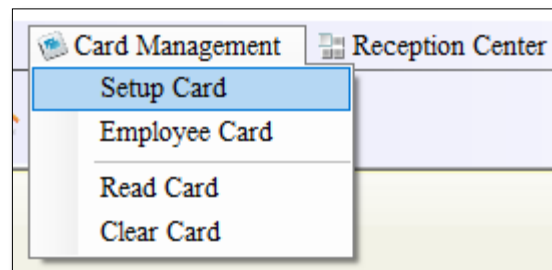 Card Management Reception Center
Setup Card
Employee Card
Read Card
Clear Card